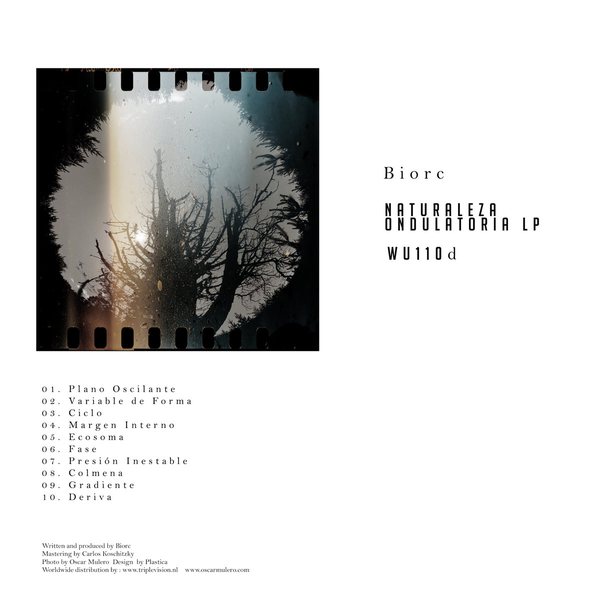 Biorc
NATURALEZA
ONDULATORIA LP
WU110d
01. Plano Oscilante
02. Variable de Forma
03. Ciclo
04. Margen Interno
05. Ecosoma
06. Fase
07. Presión Inestable
08. Colmena
09. Gradiente
10. Deriva
Written and produced by Biorc
Mastering by Carlos Koschitzky
Photo by Oscar Mulero Design by Plastica
Worldwide distribution by : www.triplevision.nl www.oscarmulero.com